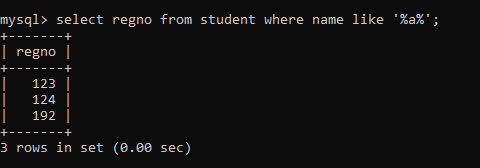 mysql> select regno from student where name like '%a%';
+-------+
| regno |
+-------+
|   123 |
|   124 |
|   192 |
+-------+
3 rows in set (0.00 sec)